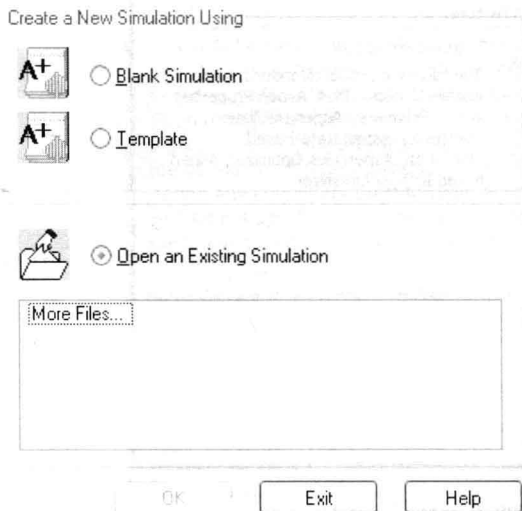 Create a New Simulation Using
A+
Blank Simulation
A+
Template
Open an Existing Simulation
More Files...
OK
Exit
Help